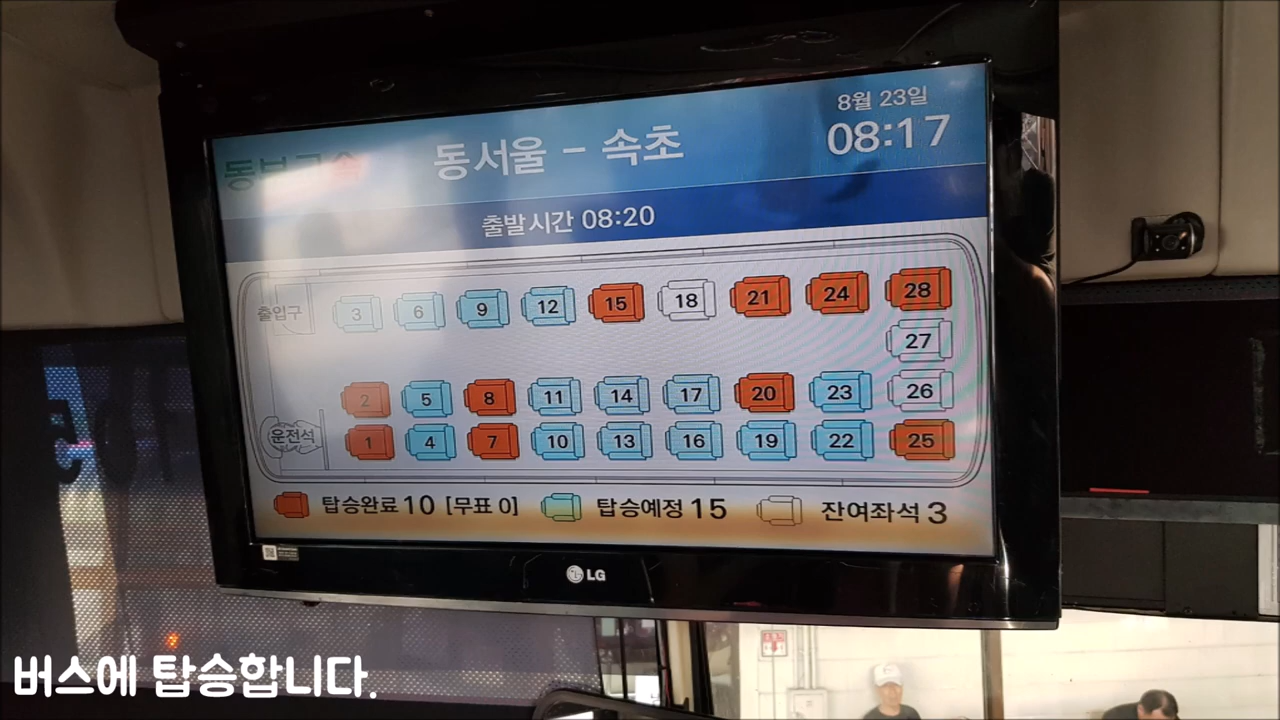 8월 23일
동부고속 동서울 - 속초 08:17
출발시간 08:20
출입구 3 6 9 12 15 18 21 24 28
27
2 5 8 11 14 17 20 23 26
운전석 1 4 7 10 13 16 19 22 25
탑승완료 10 [무표 0] 탑승예정 15 잔여좌석 3
LG
버스에 탑승합니다.